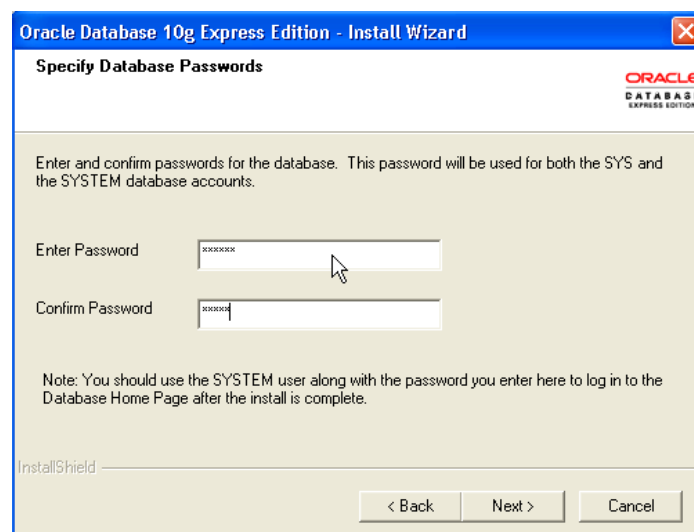 Oracle Database 10g Express Edition - Install Wizard
Specify Database Passwords
ORACLE
DATABASE
EXPRESS EDITION
Enter and confirm passwords for the database. This password will be used for both the SYS and
the SYSTEM database accounts.
Enter Password
xxxxxx
Confirm Password
xxxxx
Note: You should use the SYSTEM user along with the password you enter here to log in to the
Database Home Page after the install is complete.
InstallShield
< Back
Next >
Cancel